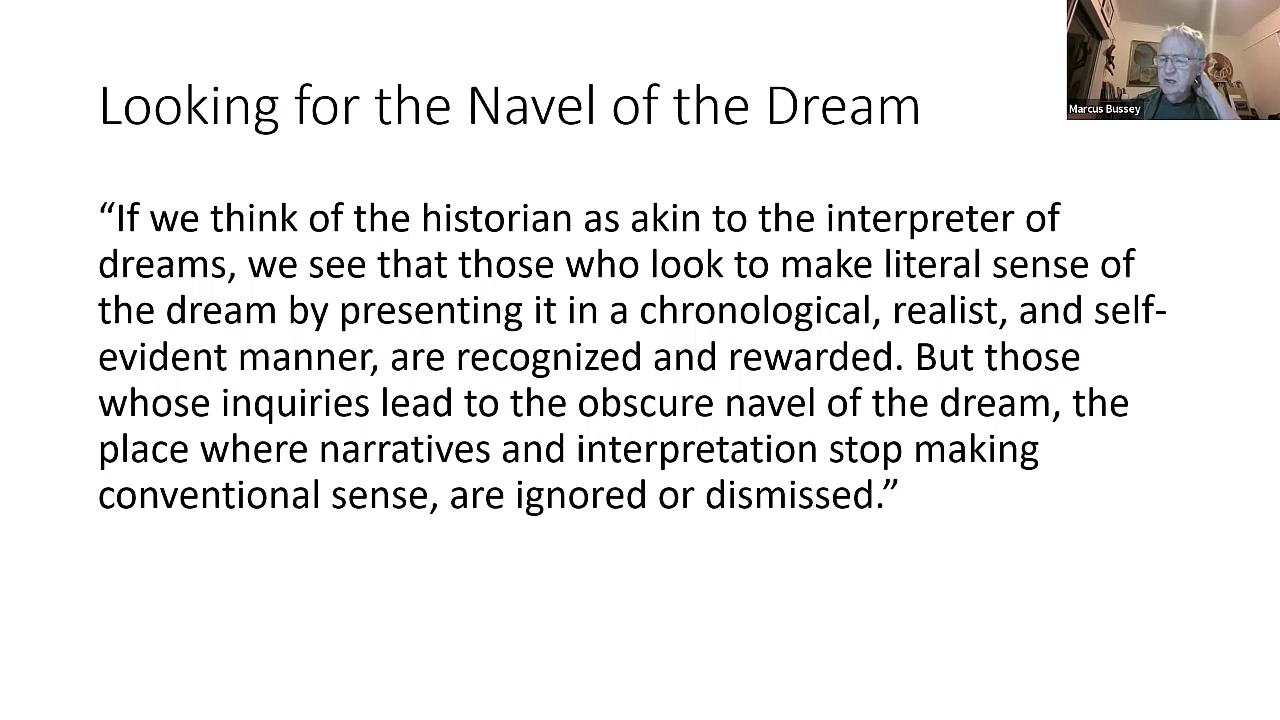 Looking for the Navel of the Dream
Marcus Bussey
“If we think of the historian as akin to the interpreter of
dreams, we see that those who look to make literal sense of
the dream by presenting it in a chronological, realist, and self-
evident manner, are recognized and rewarded. But those
whose inquiries lead to the obscure navel of the dream, the
place where narratives and interpretation stop making
conventional sense, are ignored or dismissed.”